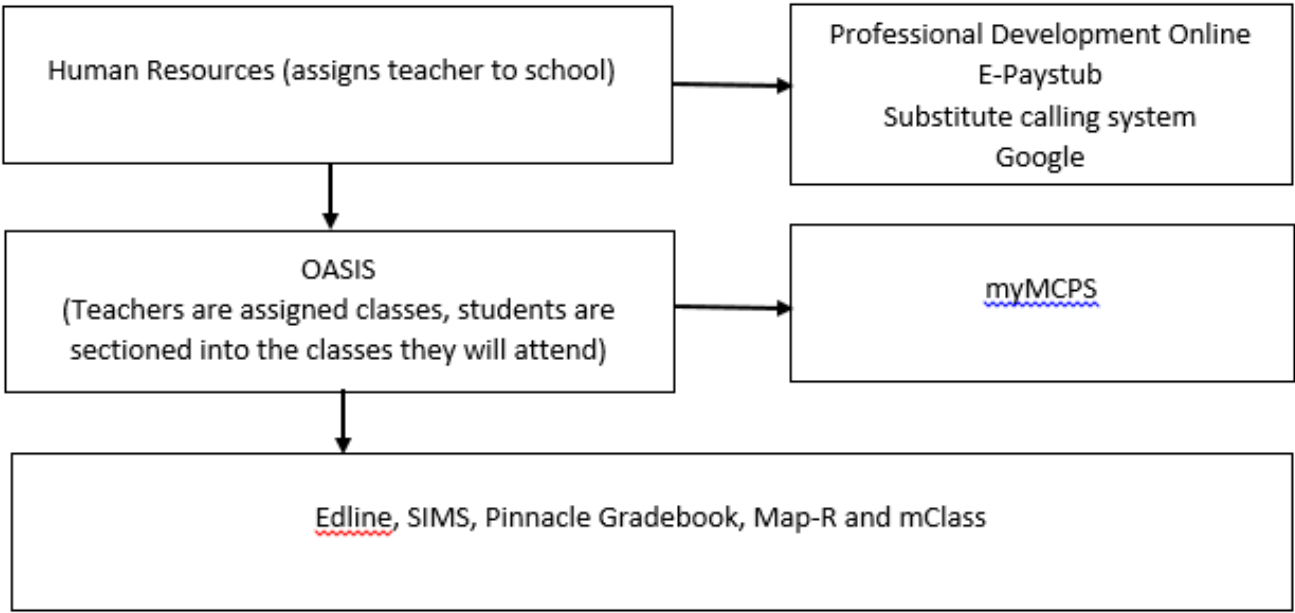 Human Resources (assigns teacher to school)
Professional Development Online
E-Paystub
Substitute calling system
Google
OASIS
(Teachers are assigned classes, students are
sectioned into the classes they will attend)
myMCPS
Edline, SIMS, Pinnacle Gradebook, Map-R and mClass